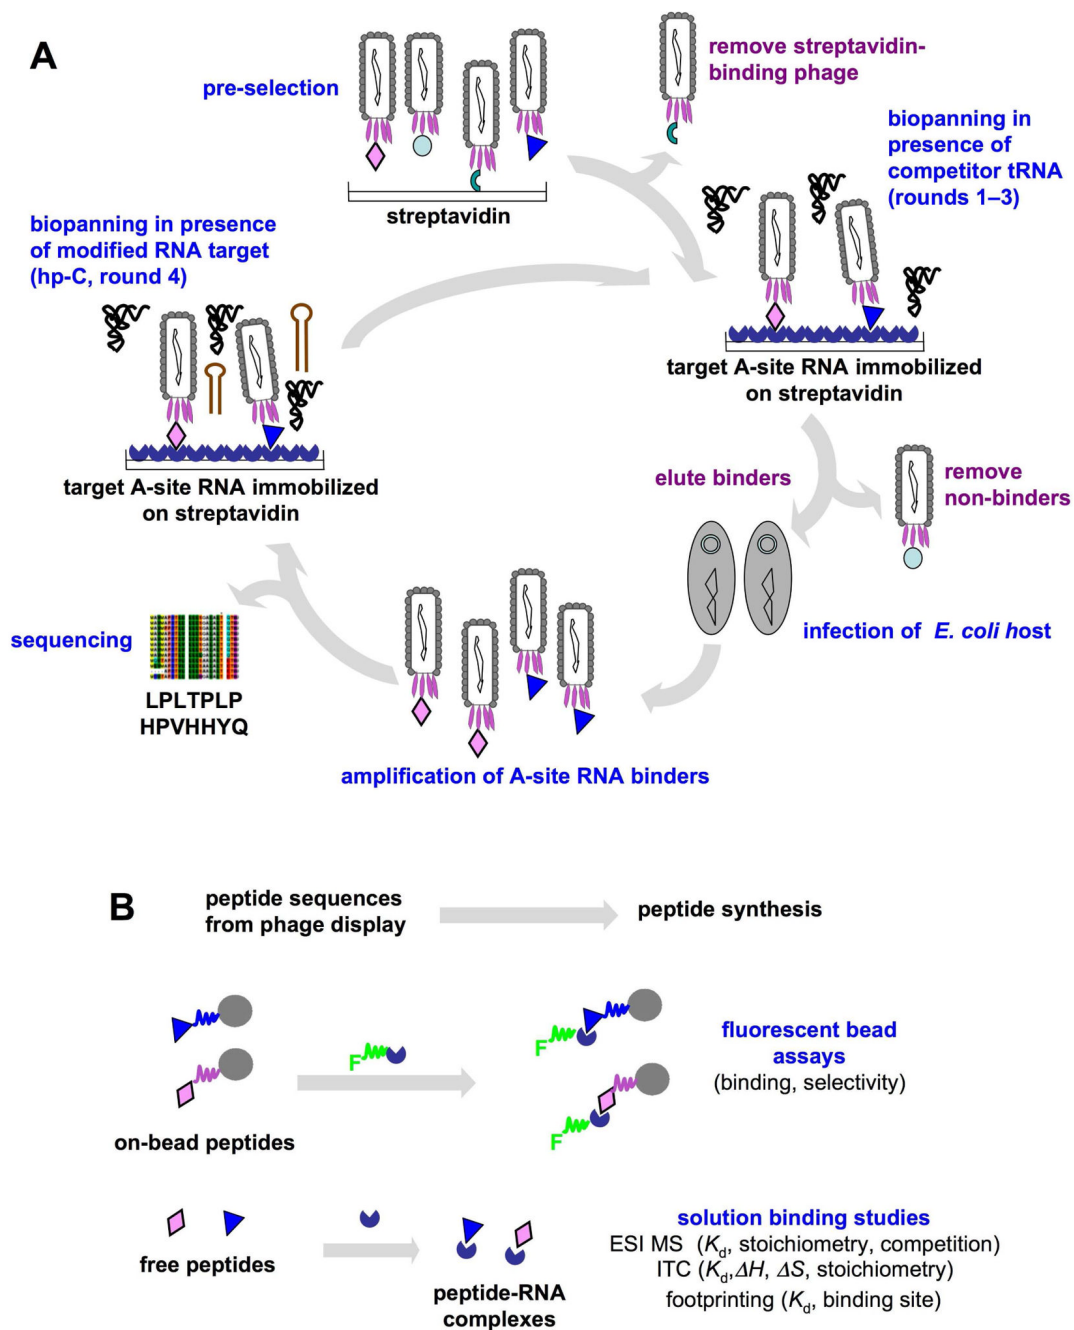 A
pre-selection
streptavidin
remove streptavidin-
binding phage
biopanning in
presence of
competitor tRNA
(rounds 1–3)
target A-site RNA immobilized
on streptavidin
biopanning in presence
of modified RNA target
(hp-C, round 4)
target A-site RNA immobilized
on streptavidin
elute binders
remove
non-binders
infection of E. coli host
sequencing
LPLTPLP
HPVHHYQ
amplification of A-site RNA binders
B
peptide sequences
from phage display
peptide synthesis
F
F
F
fluorescent bead
assays
(binding, selectivity)
on-bead peptides
free peptides
peptide-RNA
complexes
solution binding studies
ESI MS (Kd, stoichiometry, competition)
ITC (Kd,ΔH, ΔS, stoichiometry)
footprinting (Kd, binding site)